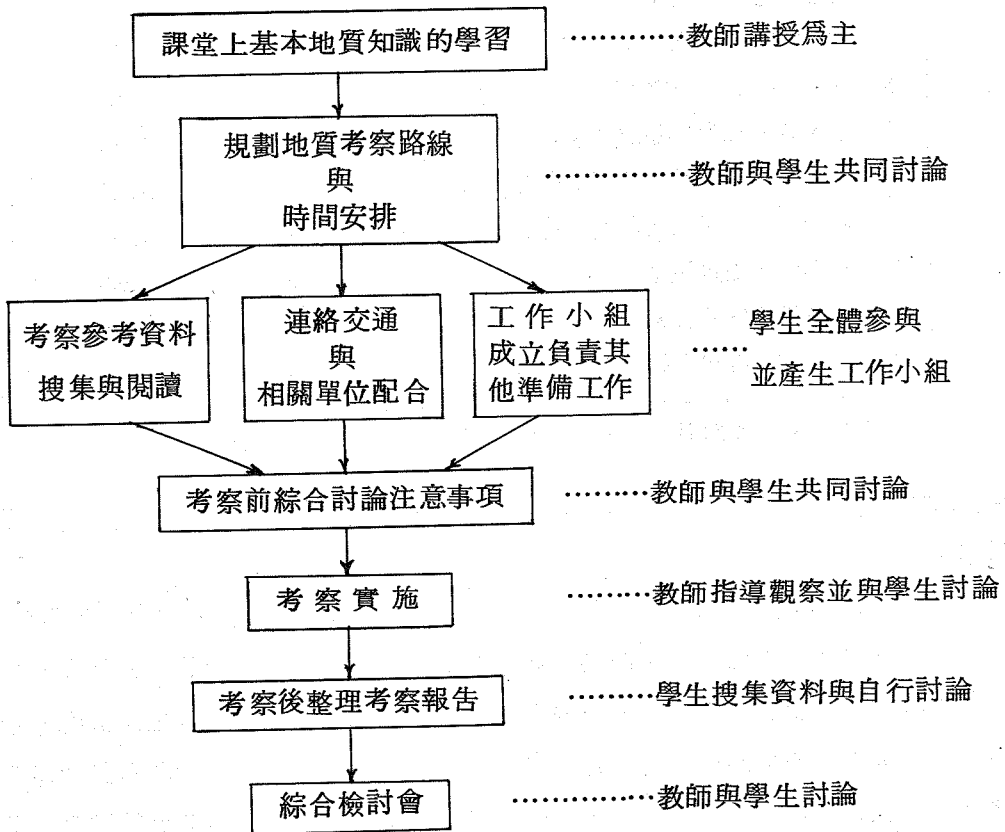 課堂上基本地質知識的學習 …………教師講授爲主
規劃地質考察路線
與
時間安排
……………教師與學生共同討論
考察參考資料
搜集與閱讀
連絡交通
與
相關單位配合
工作小組
成立負責其
他準備工作
……
學生全體參與
並產生工作小組
考察前綜合討論注意事項 ………教師與學生共同討論
考察實施 ………教師指導觀察並與學生討論
考察後整理考察報告 ………學生搜集資料與自行討論
綜合檢討會 ……………教師與學生討論